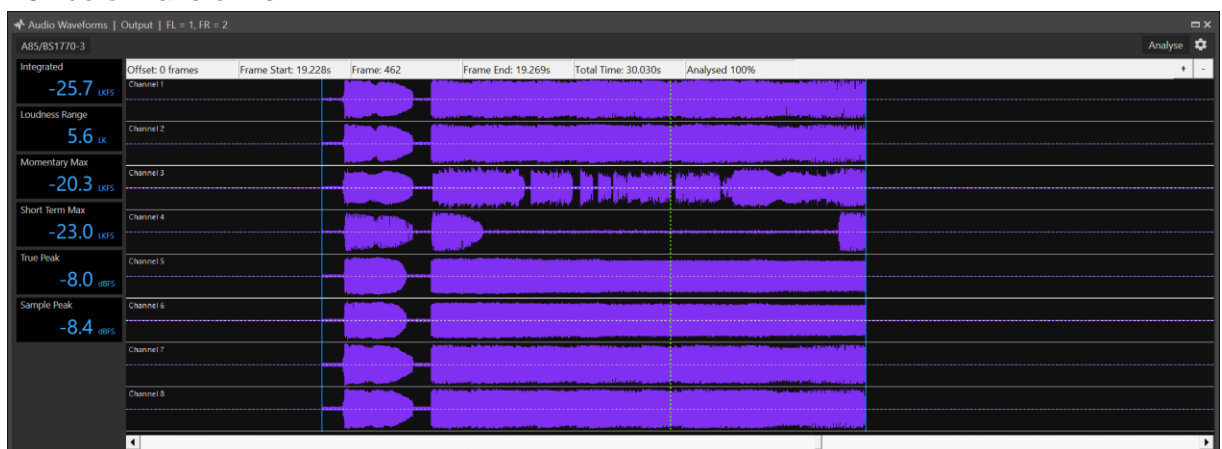 Audio Waveforms | Output | FL = 1, FR = 2
A85/BS1770-3
Analyse
Integrated
-25.7 LKFS
Loudness Range
5.6 LK
Momentary Max
-20.3 LKFS
Short Term Max
-23.0 LKFS
True Peak
-8.0 dBFS
Sample Peak
-8.4 dBFS
Offset: 0 frames Frame Start: 19.228s Frame: 462 Frame End: 19.269s Total Time: 30.030s Analysed 100% + -
Channel 1
Channel 2
Channel 3
Channel 4
Channel 5
Channel 6
Channel 7
Channel 8